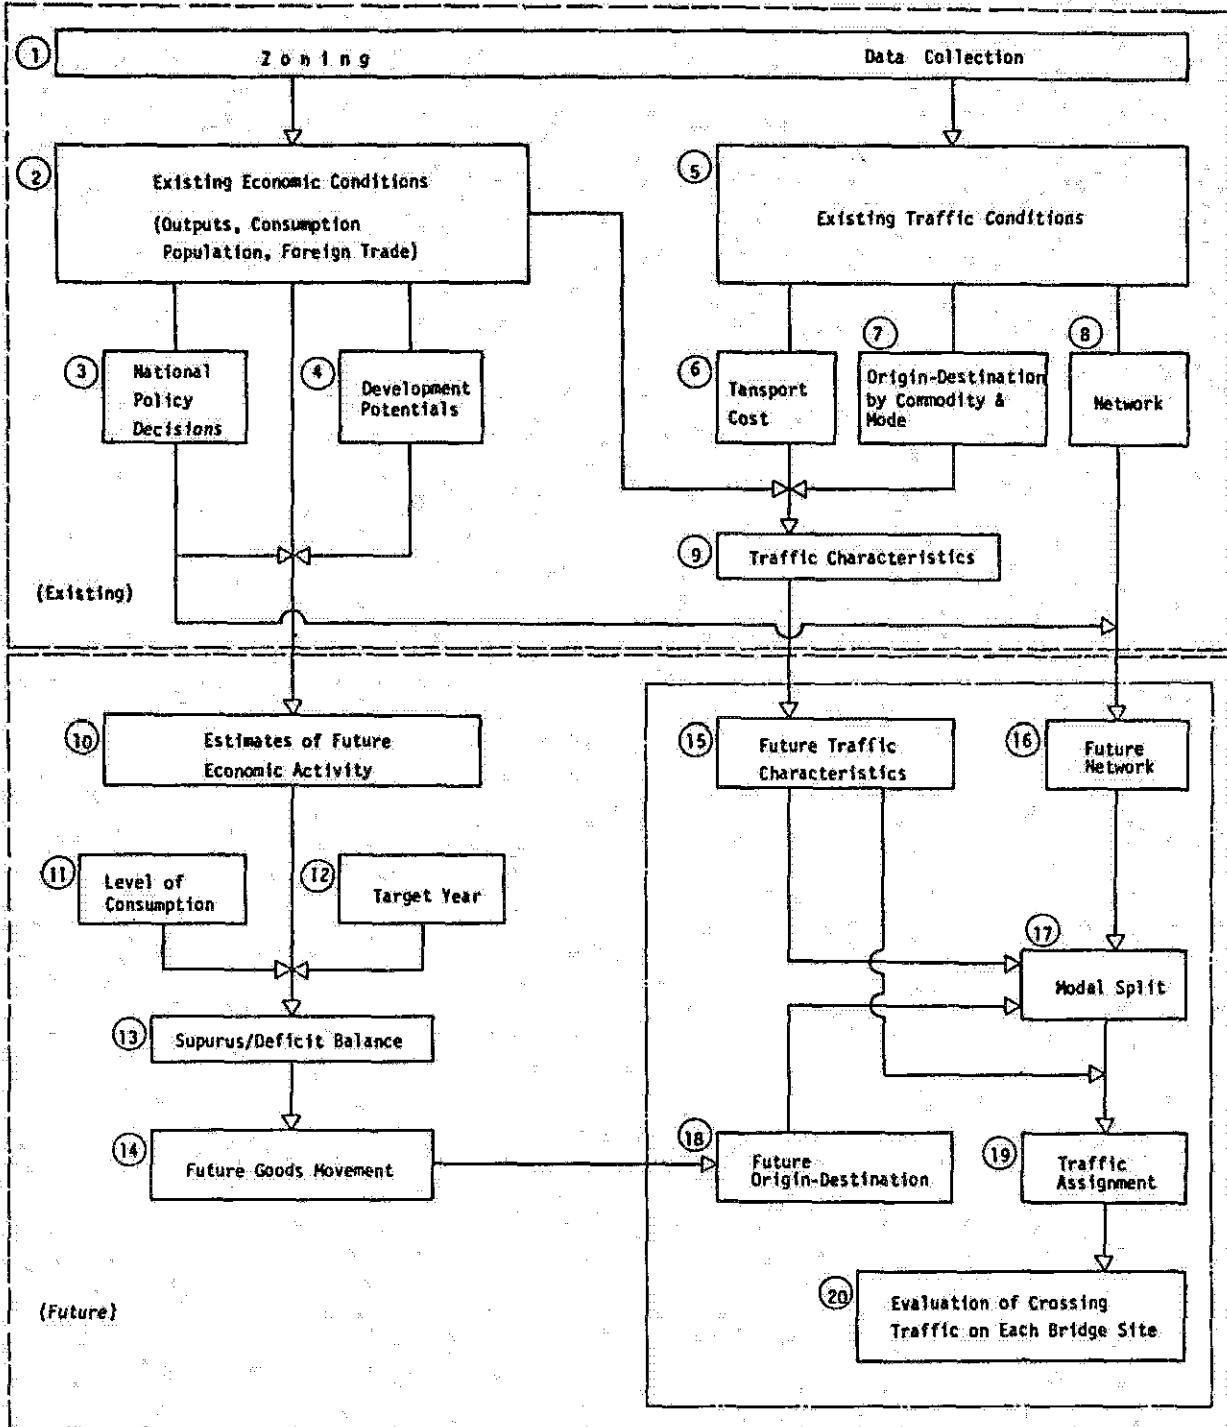 1
Zoning
Data Collection
2
Existing Economic Conditions
(Outputs, Consumption
Population, Foreign Trade)
5
Existing Traffic Conditions
3
National
Policy
Decisions
4
Development
Potentials
6
Tansport
Cost
7
Origin-Destination
by Commodity &
Mode
8
Network
9
Traffic Characteristics
(Existing)
10
Estimates of Future
Economic Activity
15
Future Traffic
Characteristics
16
Future
Network
11
Level of
Consumption
12
Target Year
17
Modal Split
13
Supurus/Deficit Balance
14
Future Goods Movement
18
Future
Origin-Destination
19
Traffic
Assignment
20
Evaluation of Crossing
Traffic on Each Bridge Site
(Future)